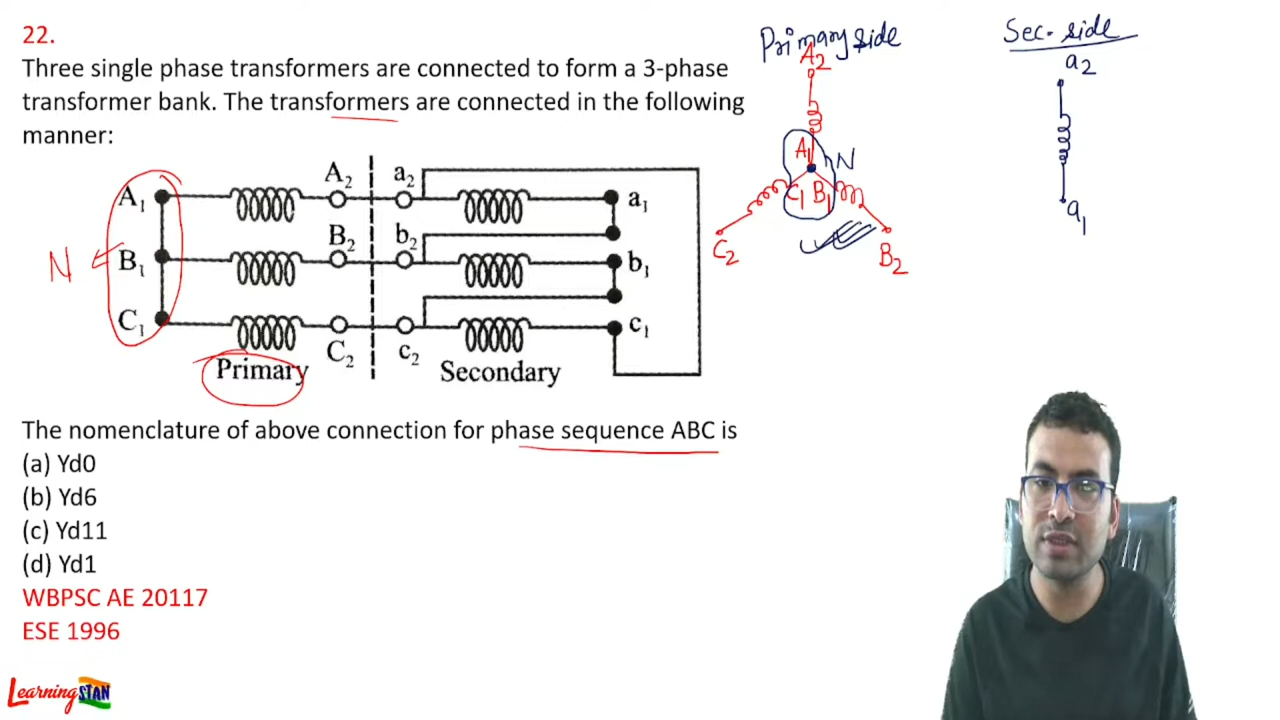 22.
Three single phase transformers are connected to form a 3-phase
transformer bank. The transformers are connected in the following
manner:
A₁
A₂
a₂
a₁
B₁
B₂
b₂
b₁
C₁
C₂
c₂
c₁
N
Primary
Secondary
The nomenclature of above connection for phase sequence ABC is
(a) Yd0
(b) Yd6
(c) Yd11
(d) Yd1
WBPSC AE 20117
ESE 1996
LearningSTAN
Primary side
A₂
A₁
N
C₁ B₁
C₂
B₂
Sec. side
a₂
a₁